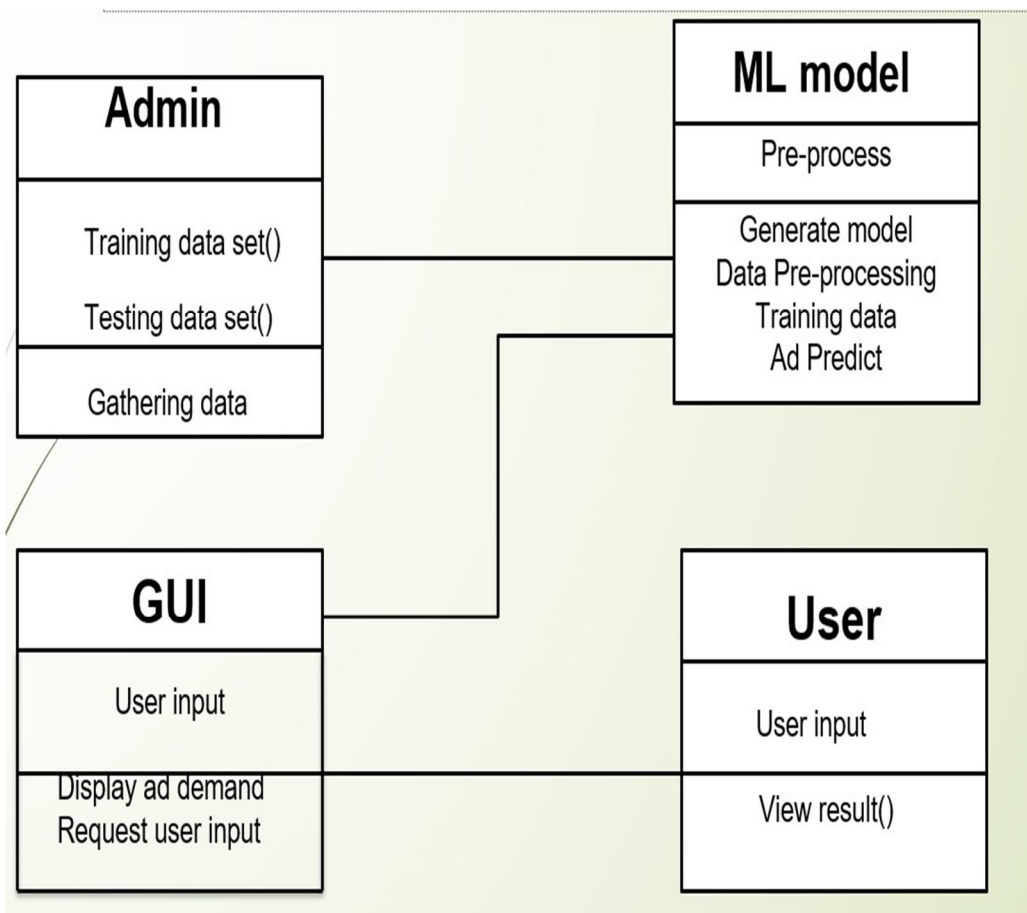 Admin
Training data set()
Testing data set()
Gathering data
ML model
Pre-process
Generate model
Data Pre-processing
Training data
Ad Predict
GUI
User input
Display ad demand
Request user input
User
User input
View result()